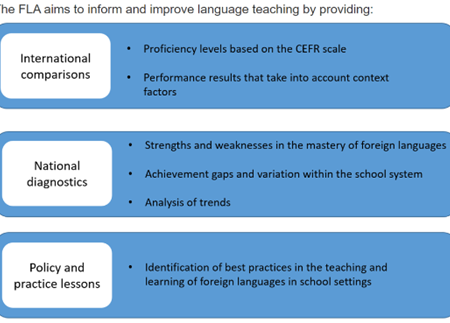 he FLA aims to inform and improve language teaching by providing:
International
comparisons
• Proficiency levels based on the CEFR scale
• Performance results that take into account context
factors
National
diagnostics
• Strengths and weaknesses in the mastery of foreign languages
• Achievement gaps and variation within the school system
• Analysis of trends
Policy and
practice lessons
• Identification of best practices in the teaching and
learning of foreign languages in school settings